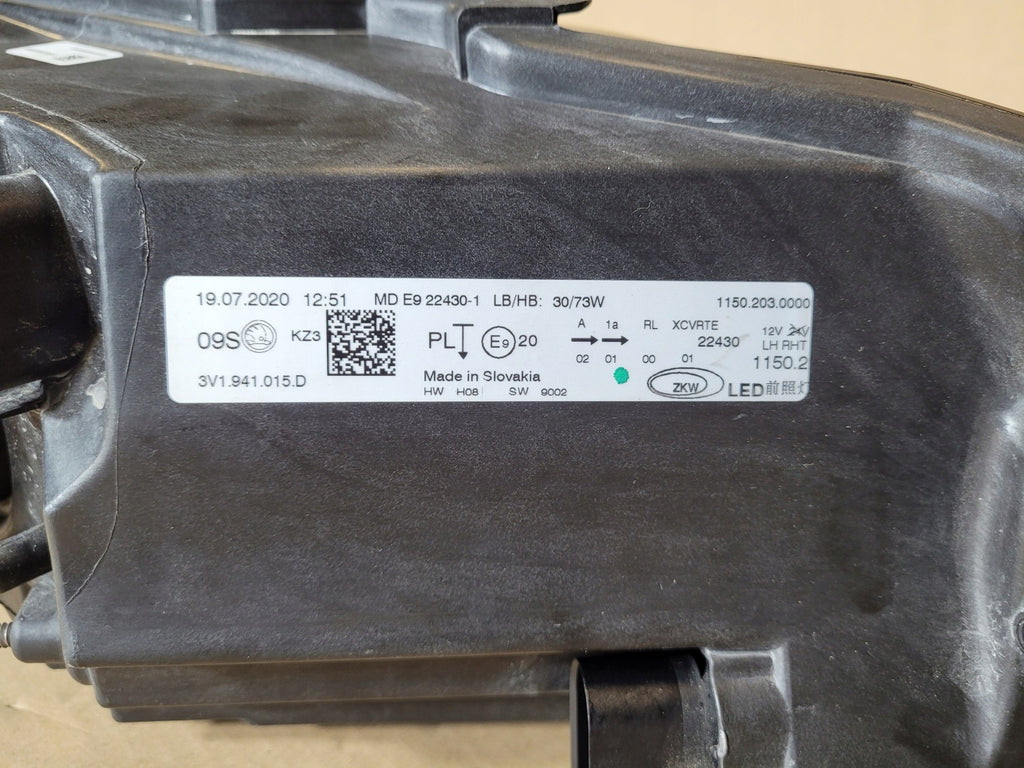 19.07.2020 12:51 MD E9 22430-1 LB/HB: 30/73W 1150.203.0000
09S KZ3 PL E9 20 A 1a RL XCVRTE 12V 24V
22430 LH RHT
02 01 00 01 1150.2
3V1.941.015.D Made in Slovakia ZKW LED前照灯
HW H08 SW 9002